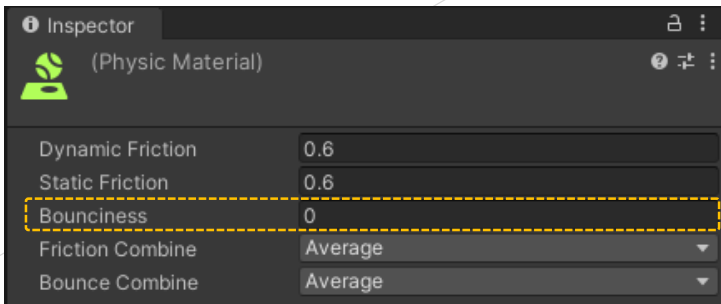 Inspector
(Physic Material)
Dynamic Friction 0.6
Static Friction 0.6
Bounciness 0
Friction Combine Average
Bounce Combine Average